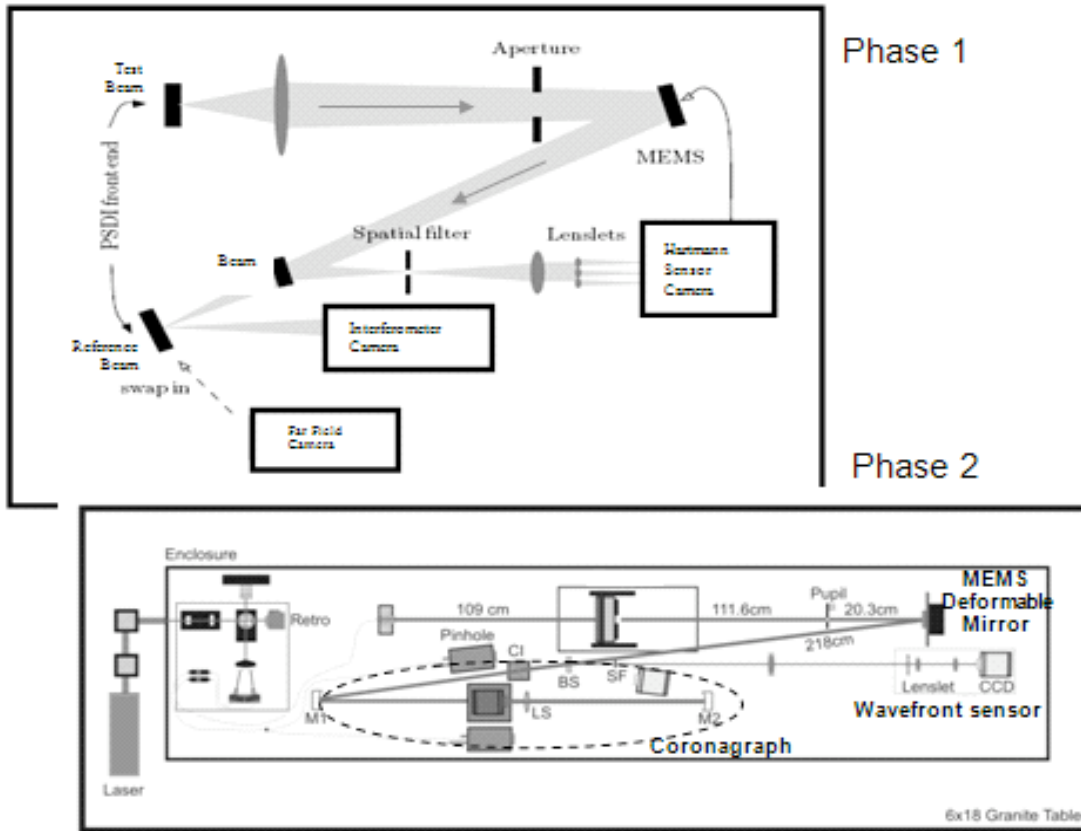 Phase 1
Aperture
Test
Beam
MEMS
PSDI front end
Spatial filter
Lenslets
Beam
Hartmann
Sensor
Camera
Interferometer
Camera
Reference
Beam
swap in
Far Field
Camera
Phase 2
Enclosure
MEMS
Deformable
Mirror
Pupil
109 cm
111.6cm
20.3cm
Retro
Pinhole
218cm
CI
BS
SF
Lenslet
CCD
M1
LS
M2
Wavefront sensor
Coronagraph
Laser
6x18 Granite Table